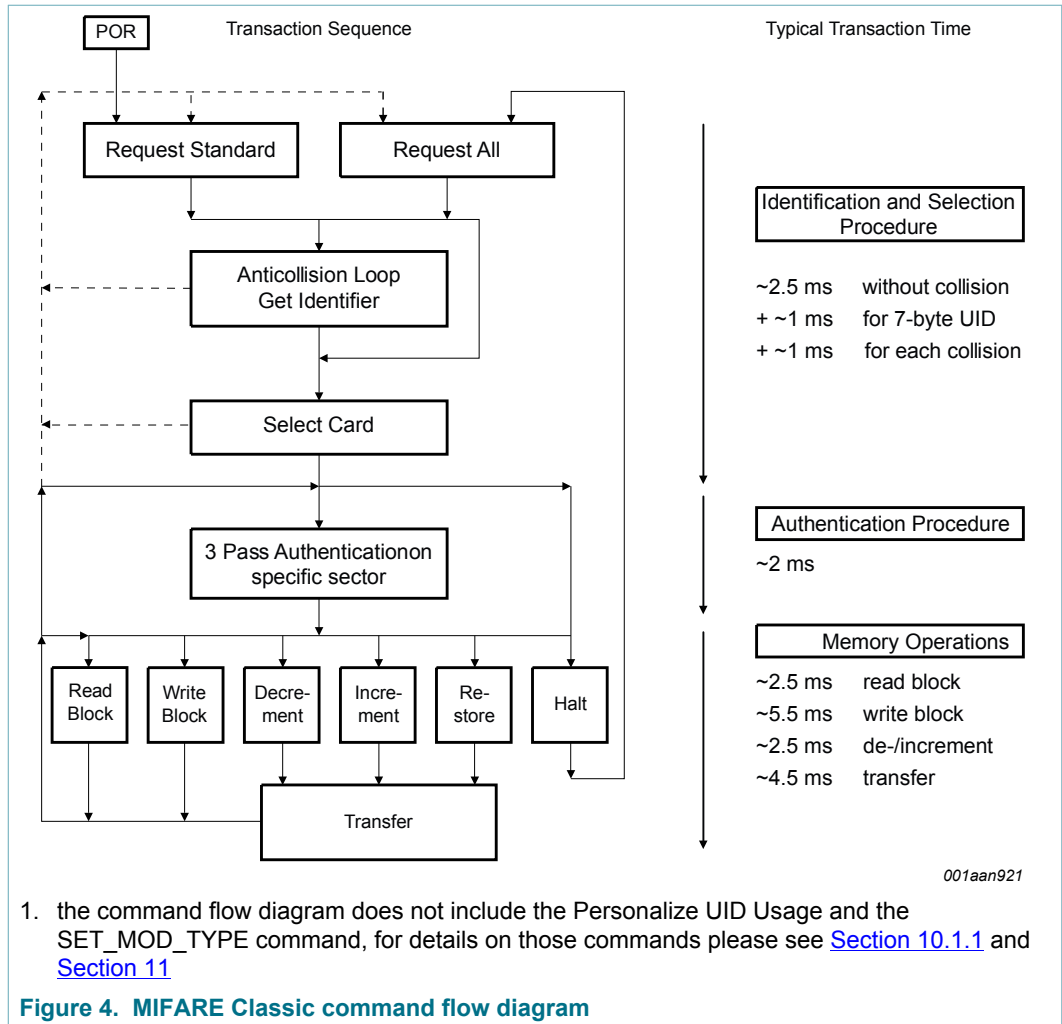 POR
Transaction Sequence
Typical Transaction Time
Request Standard
Request All
Identification and Selection
Procedure
Anticollision Loop
Get Identifier
~2.5 ms without collision
+ ~1 ms for 7-byte UID
+ ~1 ms for each collision
Select Card
Authentication Procedure
3 Pass Authenticationon
specific sector
~2 ms
Memory Operations
Read
Block
Write
Block
Decre-
ment
Incre-
ment
Re-
store
Halt
~2.5 ms read block
~5.5 ms write block
~2.5 ms de-/increment
~4.5 ms transfer
Transfer
001aan921
1. the command flow diagram does not include the Personalize UID Usage and the
SET_MOD_TYPE command, for details on those commands please see Section 10.1.1 and
Section 11
Figure 4. MIFARE Classic command flow diagram